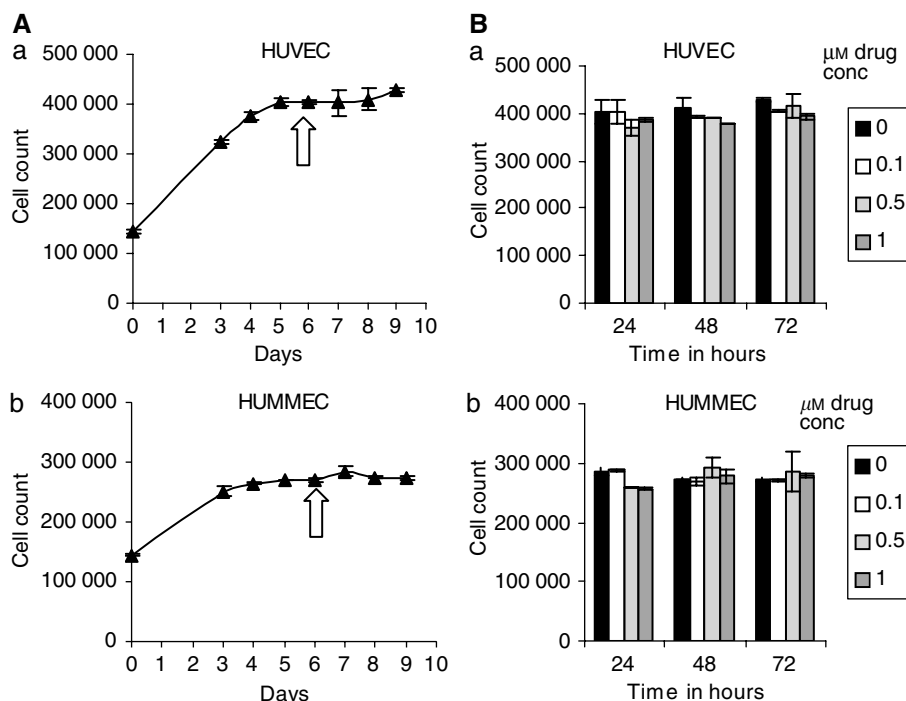 A
a
HUVEC
500 000
400 000
300 000
200 000
100 000
0
Cell count
0 1 2 3 4 5 6 7 8 9 10
Days
b
HUMMEC
400 000
300 000
200 000
100 000
0
Cell count
0 1 2 3 4 5 6 7 8 9 10
Days
B
a
HUVEC
500 000
400 000
300 000
200 000
100 000
0
Cell count
24 48 72
Time in hours
μM drug
conc
0
0.1
0.5
1
b
HUMMEC
400 000
300 000
200 000
100 000
0
Cell count
24 48 72
Time in hours
μM drug
conc
0
0.1
0.5
1